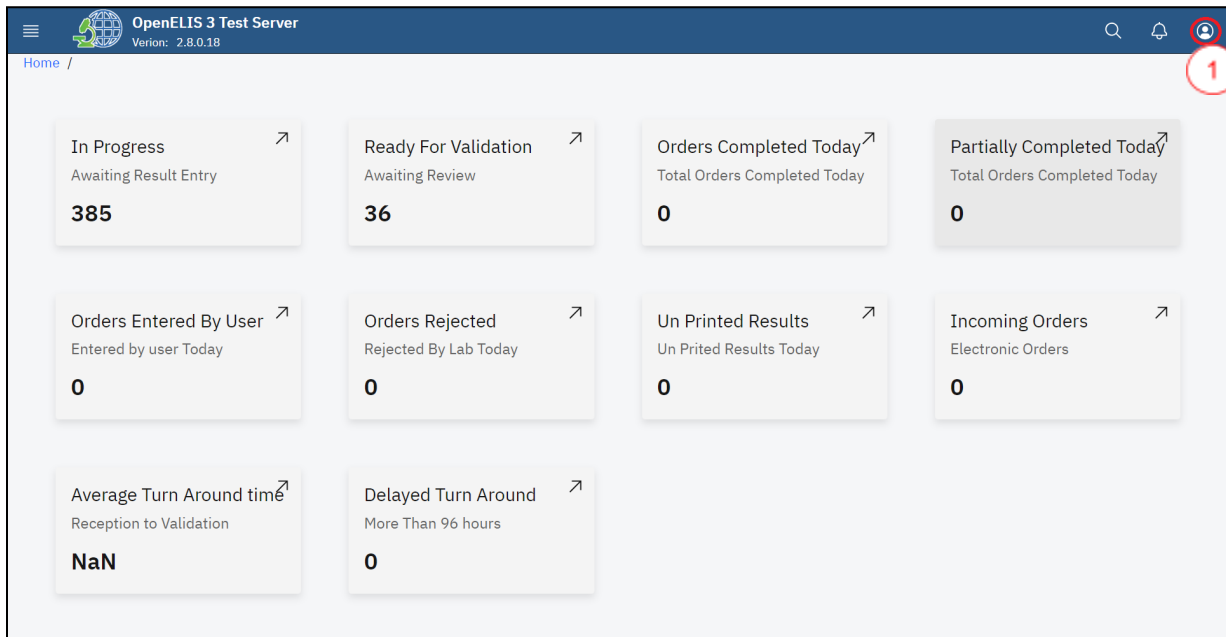 OpenELIS 3 Test Server
Verion: 2.8.0.18
Home /
1
In Progress
Awaiting Result Entry
385
Ready For Validation
Awaiting Review
36
Orders Completed Today
Total Orders Completed Today
0
Partially Completed Today
Total Orders Completed Today
0
Orders Entered By User
Entered by user Today
0
Orders Rejected
Rejected By Lab Today
0
Un Printed Results
Un Prited Results Today
0
Incoming Orders
Electronic Orders
0
Average Turn Around time
Reception to Validation
NaN
Delayed Turn Around
More Than 96 hours
0